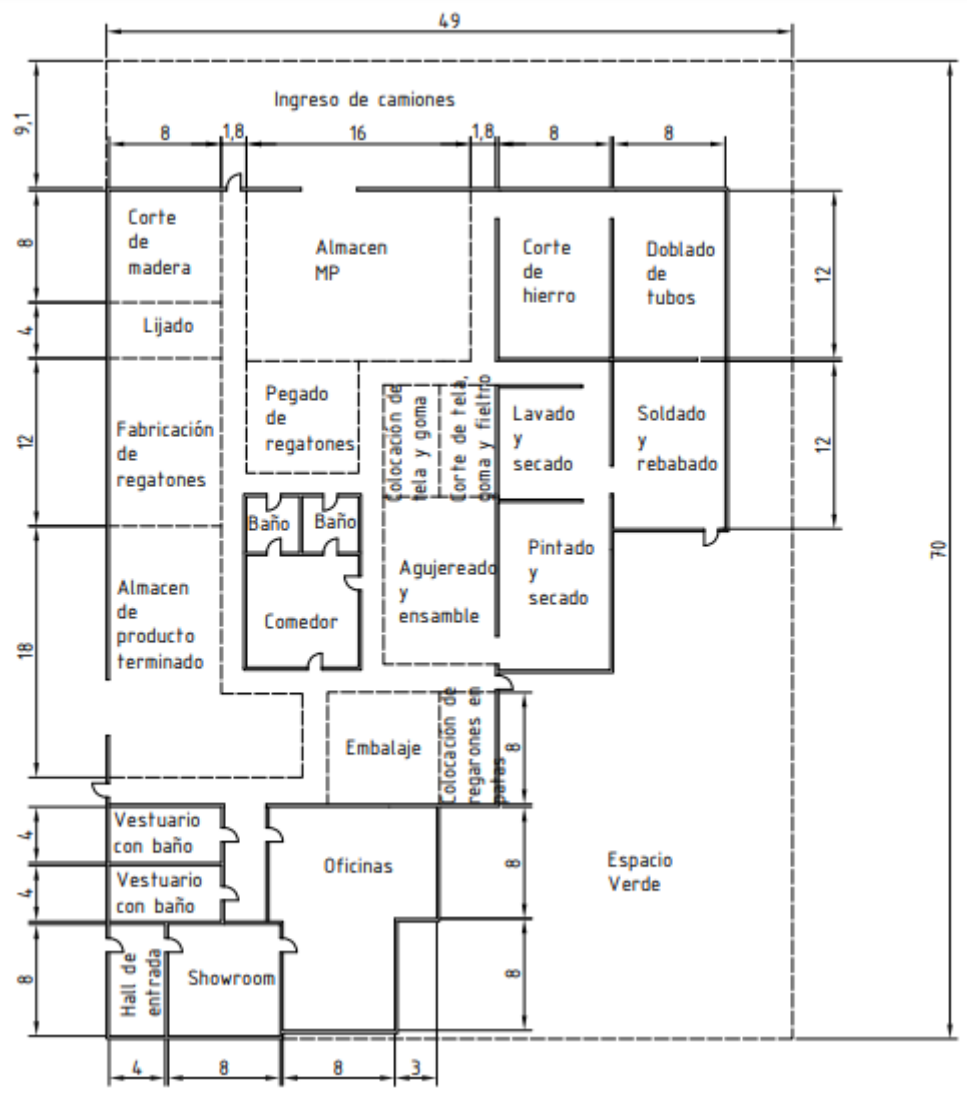 49
Ingreso de camiones
9,1
8
1,8
16
1,8
8
8
Corte
de
madera
Almacen
MP
Corte
de
hierro
Doblado
de
tubos
8
12
Lijado
4
Pegado
de
regatones
Colocación de
tela y goma
Corte de tela,
goma y fieltro
Lavado
y
secado
Soldado
y
rebabado
Fabricación
de
regatones
12
12
Baño
Baño
70
Almacen
de
producto
terminado
Comedor
Agujereado
y
ensamble
Pintado
y
secado
18
Embalaje
Colocación de
regarones en
patas
8
Vestuario
con baño
4
Oficinas
8
Espacio
Verde
Vestuario
con baño
4
Hall de
entrada
Showroom
8
8
4
8
8
3